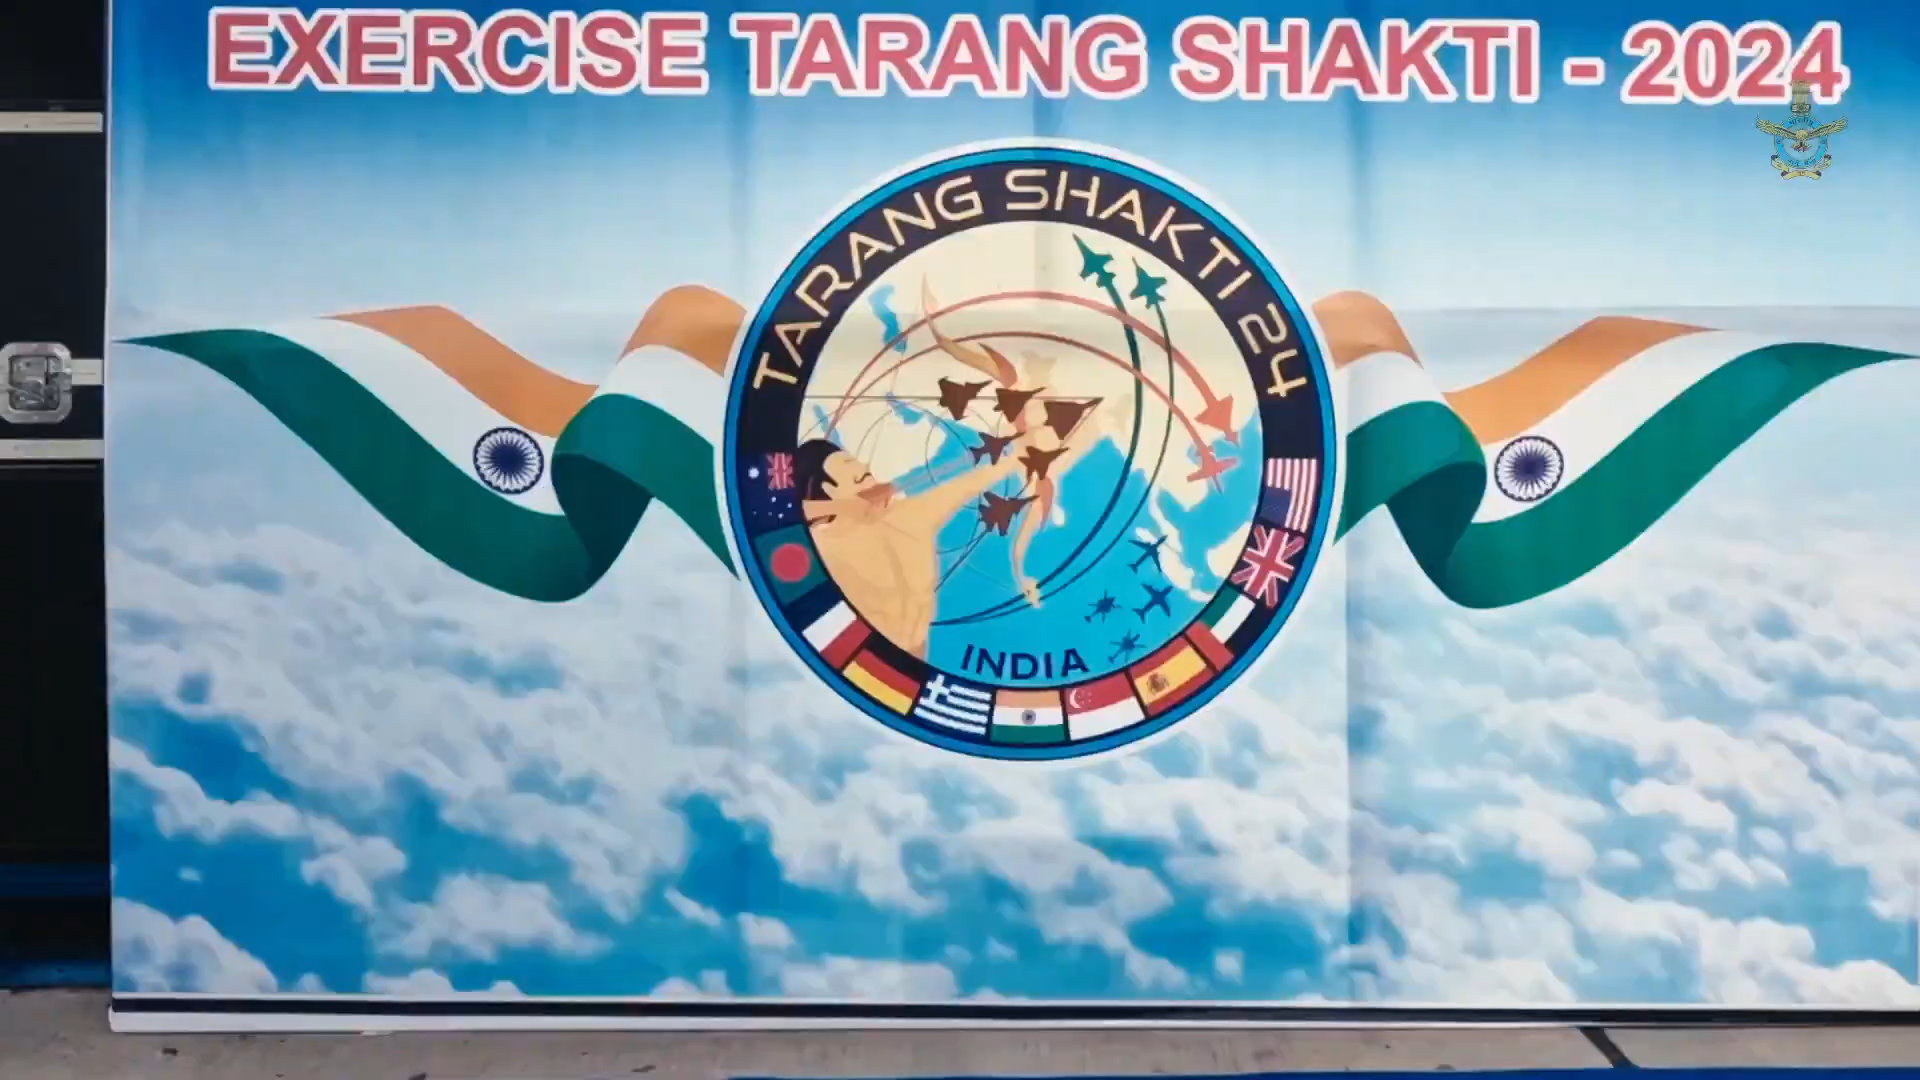 EXERCISE TARANG SHAKTI - 2024
TARANG SHAKTI 24
INDIA